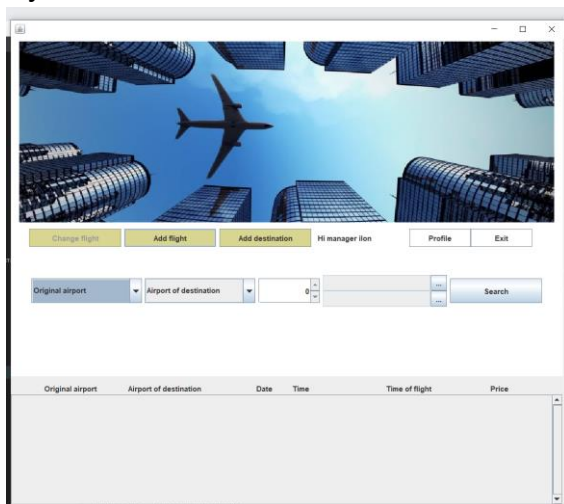 Change flight Add flight Add destination Hi manager ilon Profile Exit
Original airport Airport of destination 0 ... Search
...
Original airport Airport of destination Date Time Time of flight Price